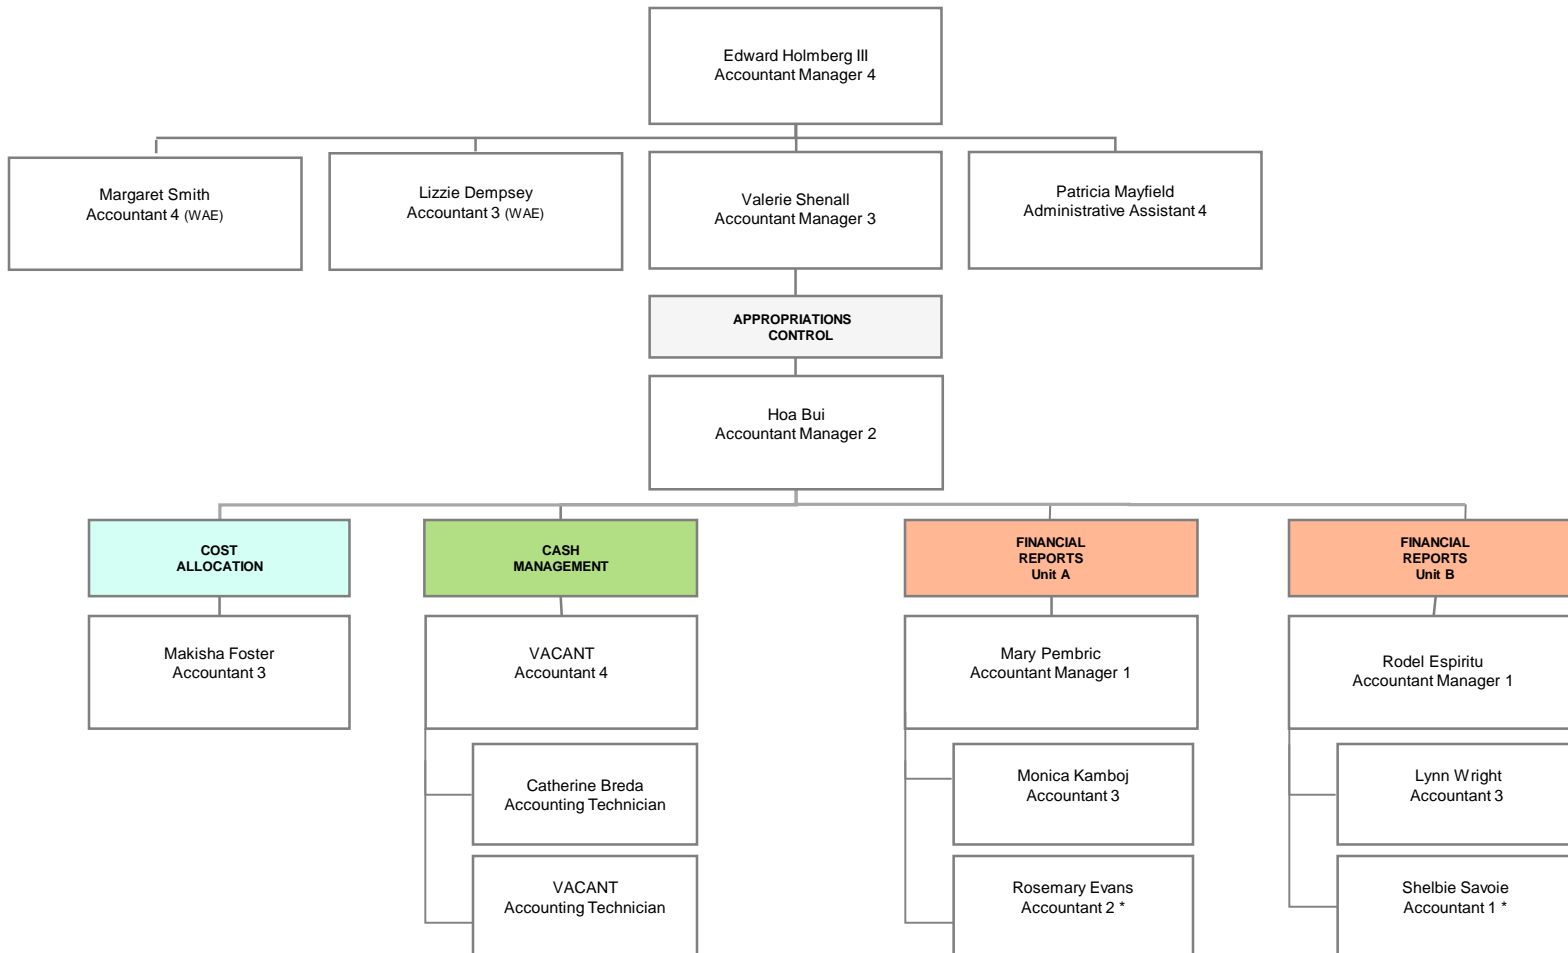 Edward Holmberg III
Accountant Manager 4
Margaret Smith
Accountant 4 (WAE)
Lizzie Dempsey
Accountant 3 (WAE)
Valerie Shenall
Accountant Manager 3
Patricia Mayfield
Administrative Assistant 4
APPROPRIATIONS
CONTROL
Hoa Bui
Accountant Manager 2
COST
ALLOCATION
CASH
MANAGEMENT
FINANCIAL
REPORTS
Unit A
FINANCIAL
REPORTS
Unit B
Makisha Foster
Accountant 3
VACANT
Accountant 4
Mary Pembric
Accountant Manager 1
Rodel Espiritu
Accountant Manager 1
Catherine Breda
Accounting Technician
Monica Kamboj
Accountant 3
Lynn Wright
Accountant 3
VACANT
Accounting Technician
Rosemary Evans
Accountant 2 *
Shelbie Savoie
Accountant 1 *